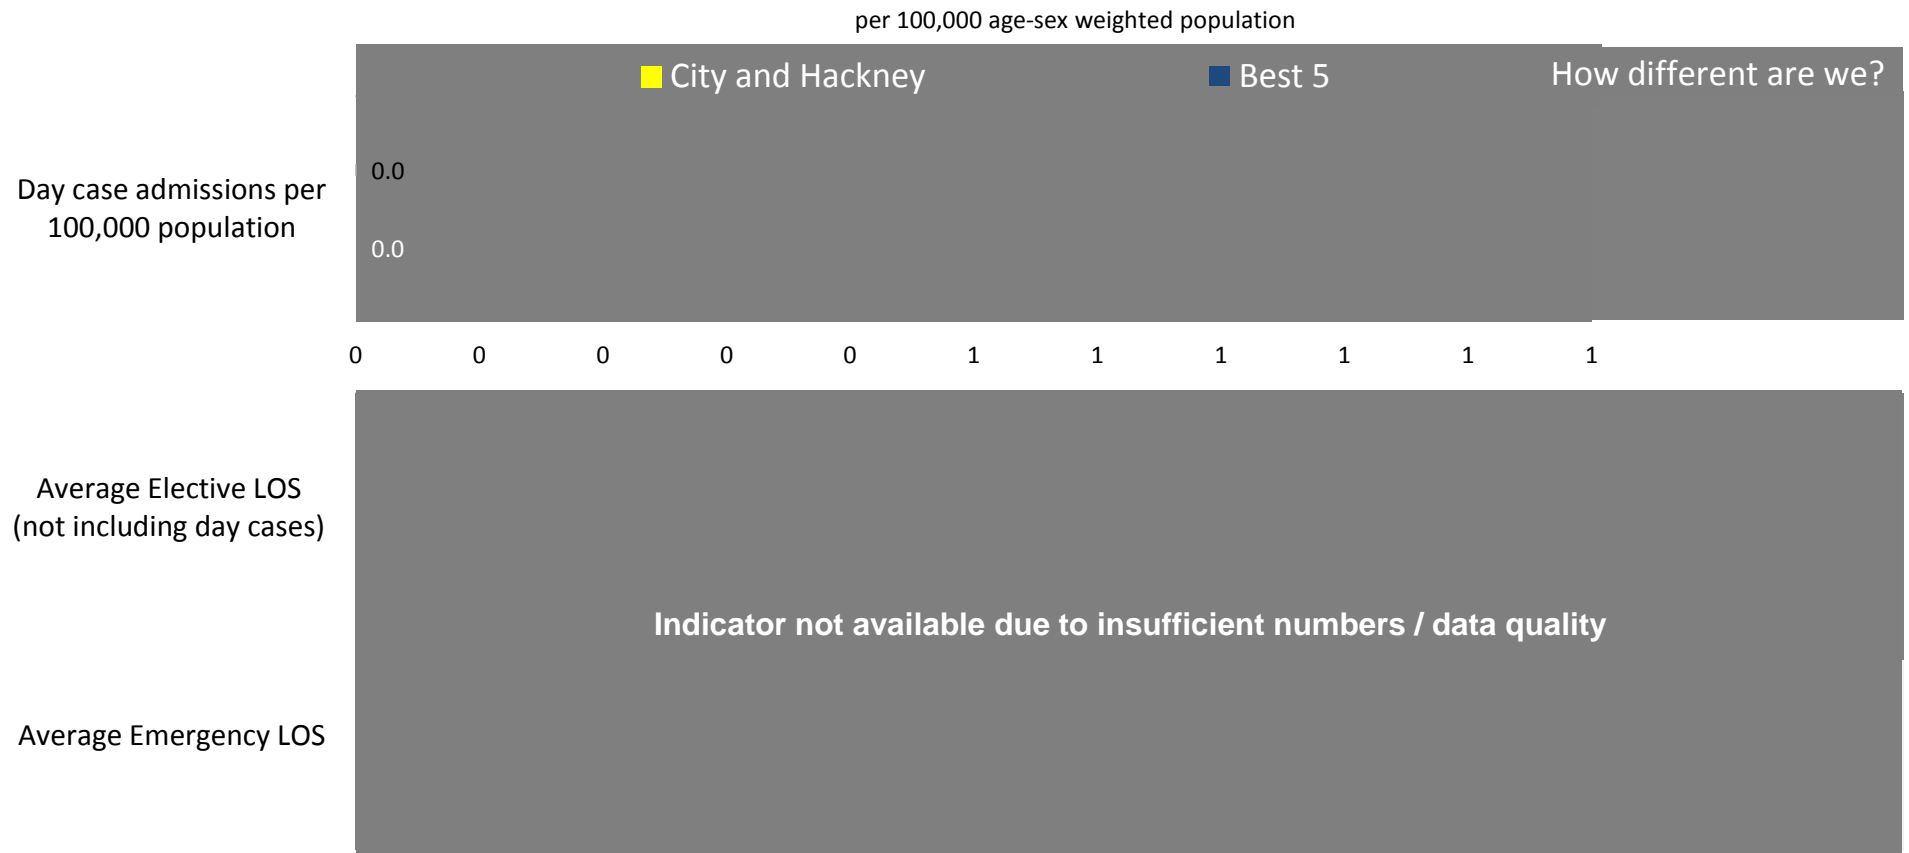 per 100,000 age-sex weighted population
City and Hackney
Best 5
How different are we?
Day case admissions per
100,000 population
0.0
0.0
0 0 0 0 0 1 1 1 1 1 1
Average Elective LOS
(not including day cases)
Indicator not available due to insufficient numbers / data quality
Average Emergency LOS